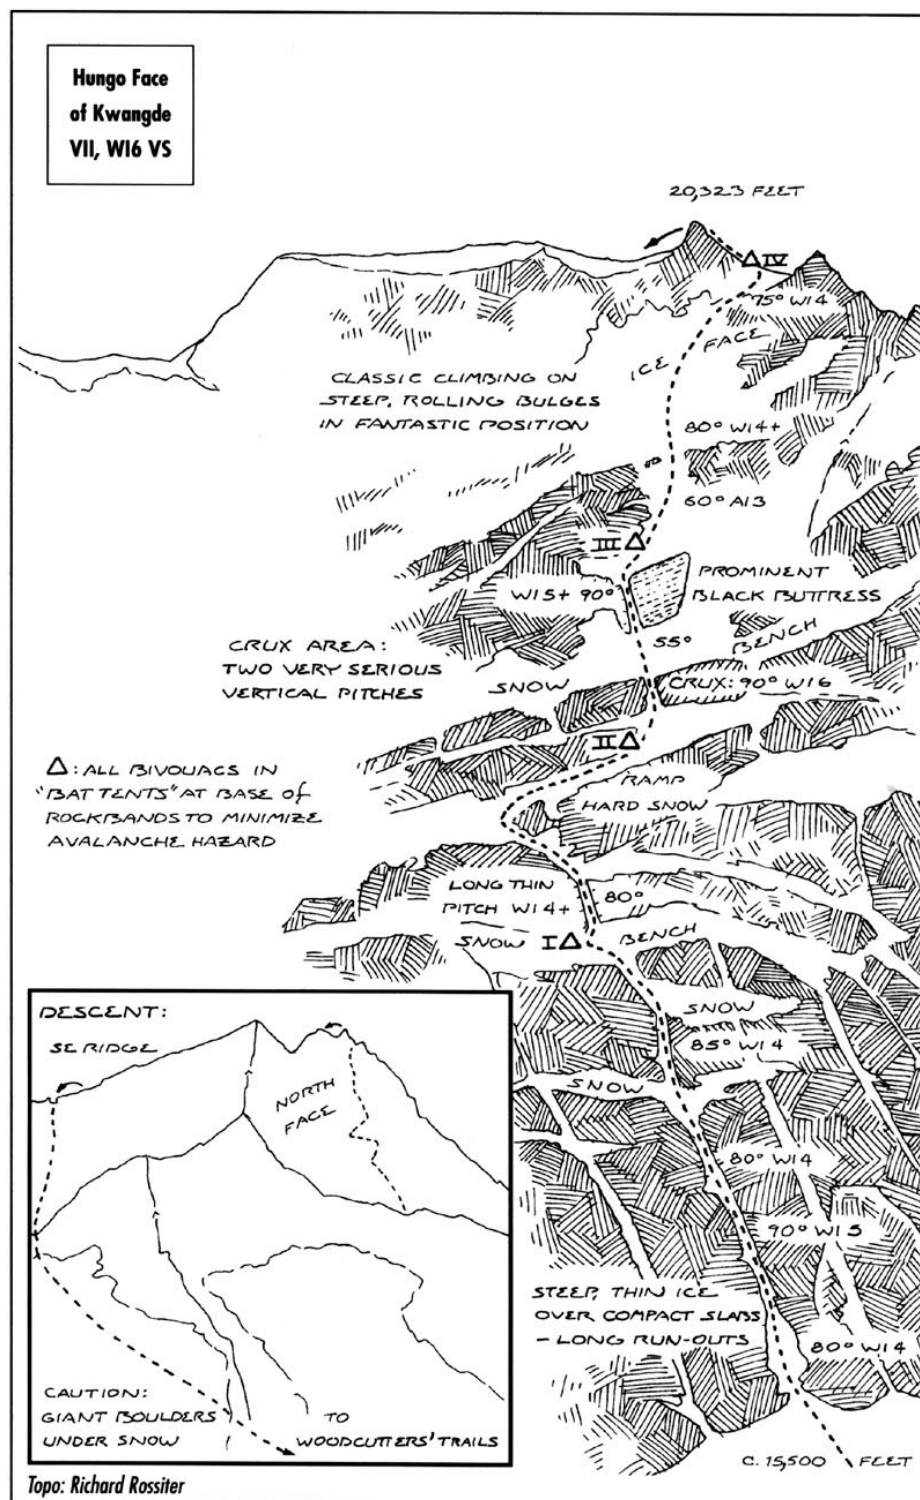 Hungo Face
of Kwangde
VII, WI6 VS
20,323 FEET
IV
75° WI4
ICE FACE
CLASSIC CLIMBING ON
STEEP, ROLLING BULGES
IN FANTASTIC POSITION
80° WI4+
60° AI3
III
WI5+ 90°
PROMINENT
BLACK BUTTRESS
55°
CRUX AREA:
TWO VERY SERIOUS
VERTICAL PITCHES
SNOW BENCH
CRUX: 90° WI6
II
Δ: ALL BIVOUACS IN
"BAT TENTS" AT BASE of
ROCKBANDS TO MINIMIZE
AVALANCHE HAZARD
RAMP
HARD SNOW
LONG THIN
PITCH WI4+
80°
SNOW I BENCH
SNOW
85° WI4
SNOW
80° WI4
90° WI5
STEEP, THIN ICE
OVER COMPACT SLABS
– LONG RUN-OUTS
80° WI4
C. 15,500 FEET
DESCENT:
SE RIDGE
NORTH
FACE
CAUTION:
GIANT BOULDERS
UNDER SNOW
TO
WOODCUTTERS' TRAILS
Topo: Richard Rossiter